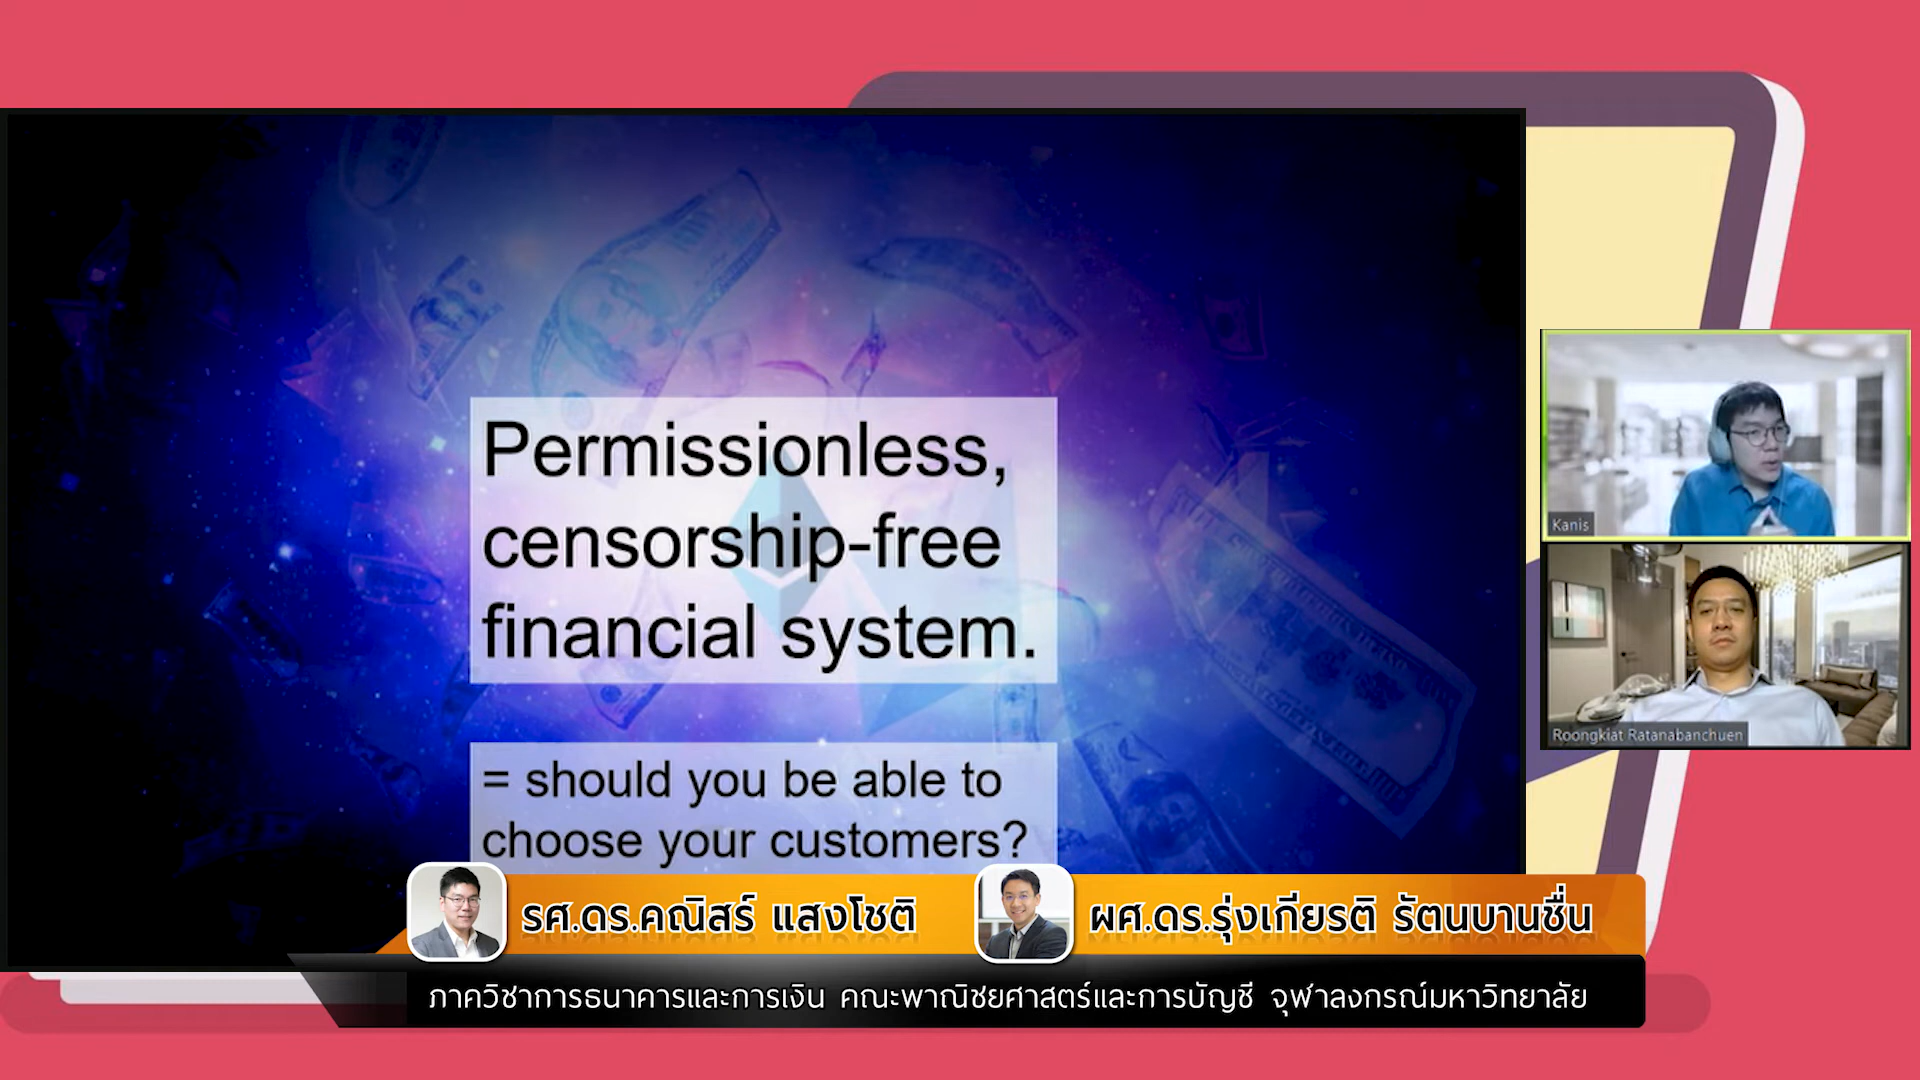 Permissionless,
censorship-free
financial system.
= should you be able to
choose your customers?
Kanis
Roongkiat Ratanabanchuen
รศ.ดร.คณิสร์ แสงโชติ
ผศ.ดร.รุ่งเกียรติ รัตนบานชื่น
ภาควิชาการธนาคารและการเงิน คณะพาณิชยศาสตร์และการบัญชี จุฬาลงกรณ์มหาวิทยาลัย